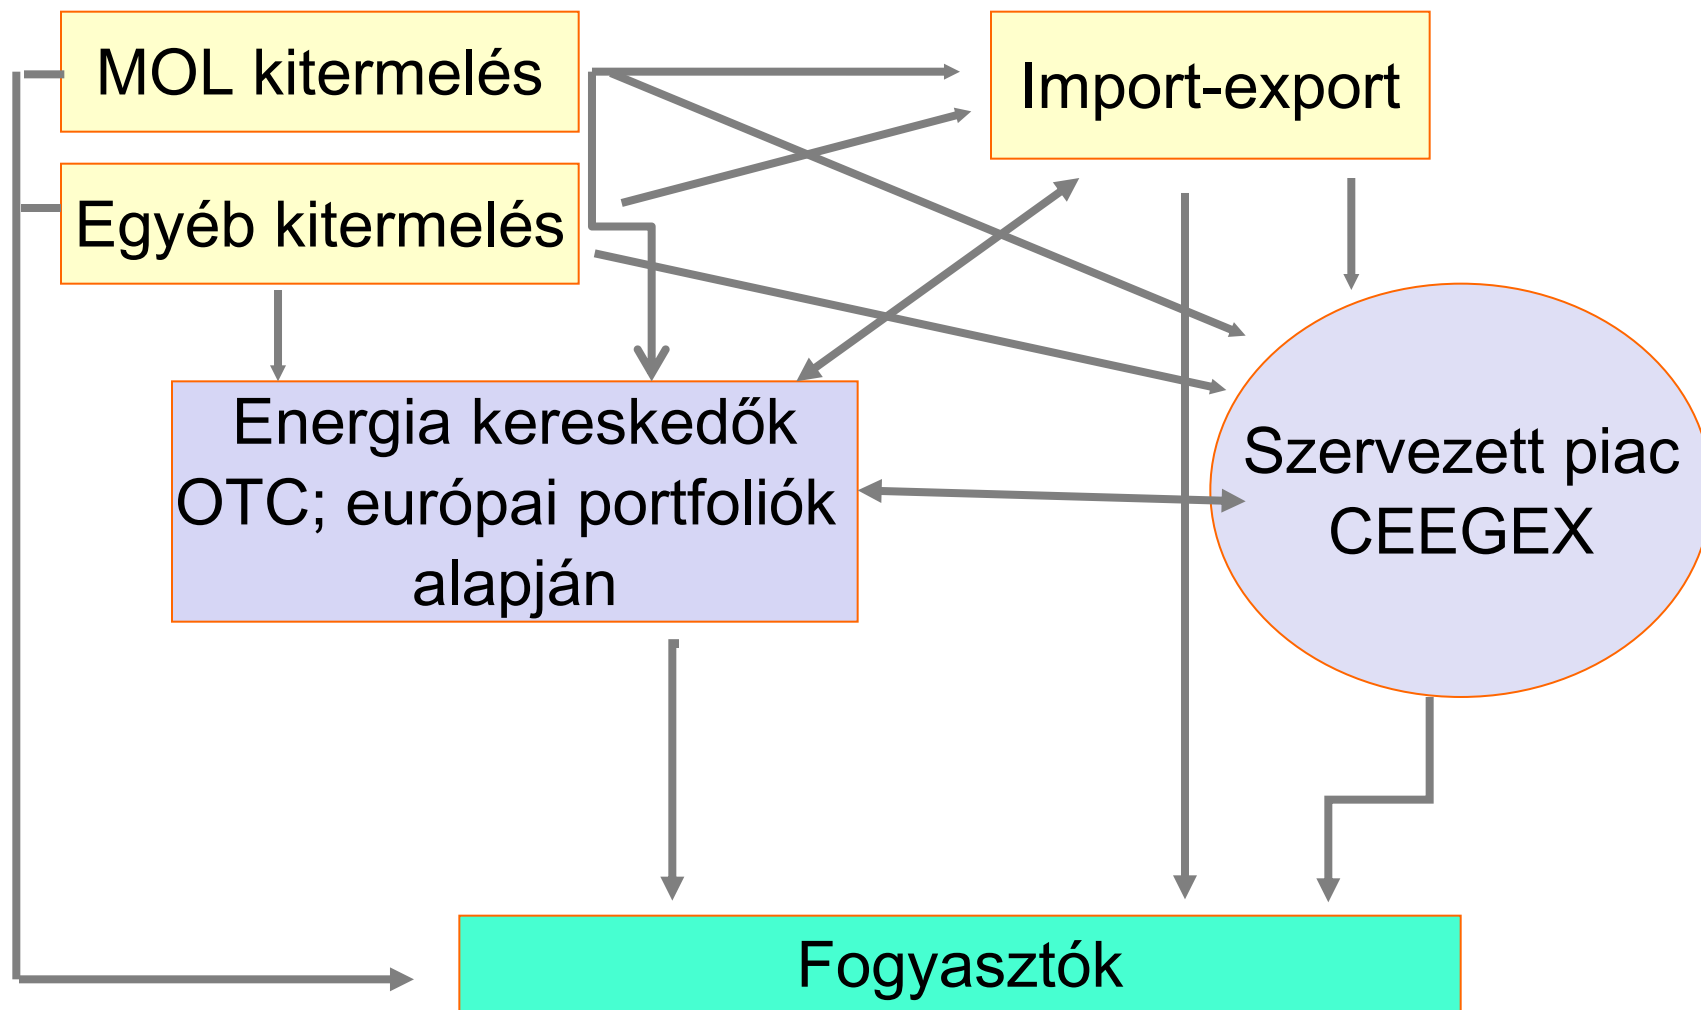 MOL kitermelés
Import-export
Egyéb kitermelés
Energia kereskedők
OTC; európai portfoliók
alapján
Szervezett piac
CEEGEX
Fogyasztók